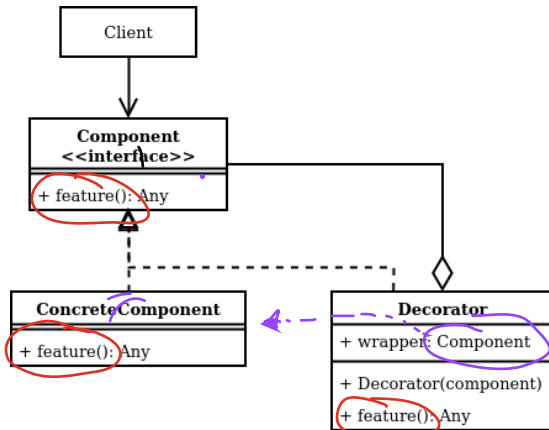 Client
Component
<<interface>>
+ feature(): Any
ConcreteComponent
+ feature(): Any
Decorator
+ wrapper: Component
+ Decorator(component)
+ feature(): Any